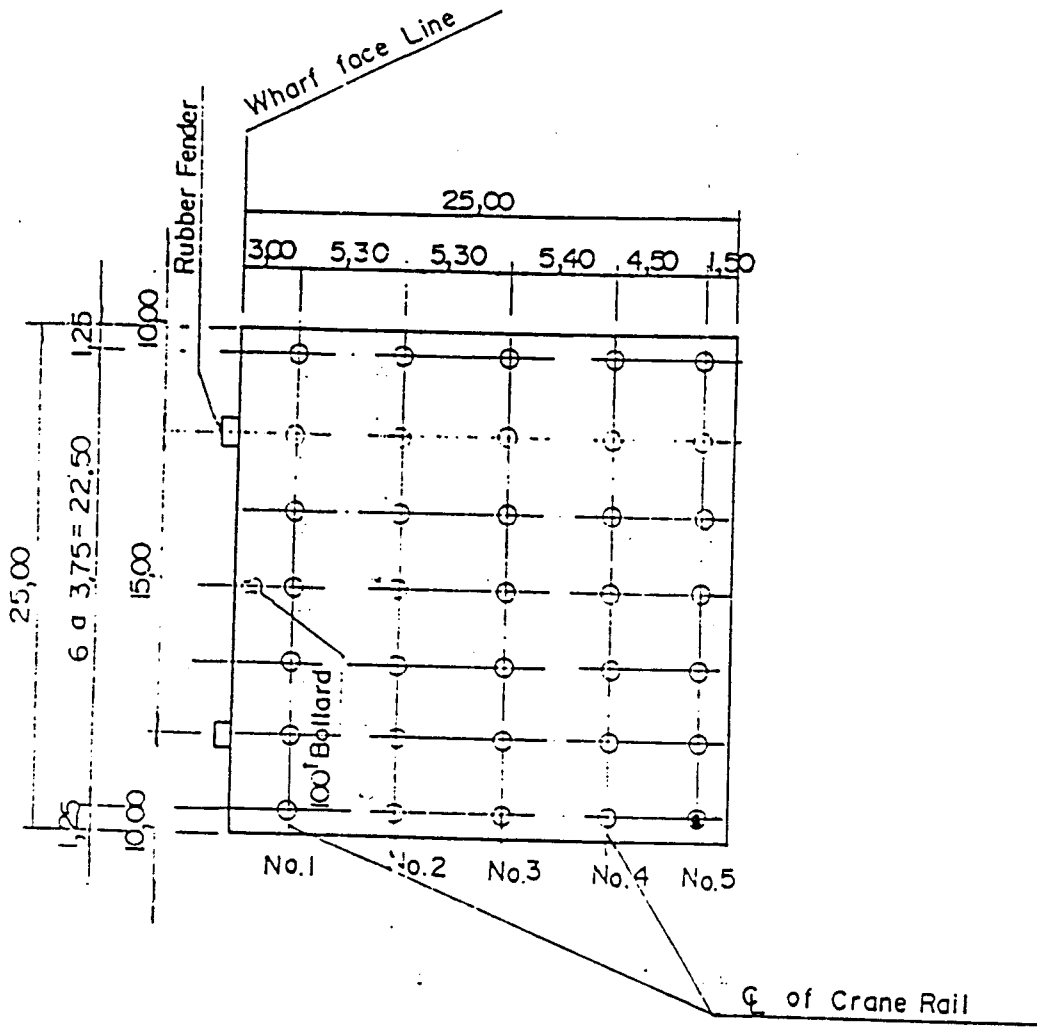 Wharf face Line
Rubber Fender
25,00
3,00 5,30 5,30 5,40 4,50 1,50
25,00
1,25
6 a 3,75 = 22.50
1,25
10,00
15,00
10,00
100ᵗ Bollard
No.1 No.2 No.3 No.4 No.5
℄ of Crane Rail